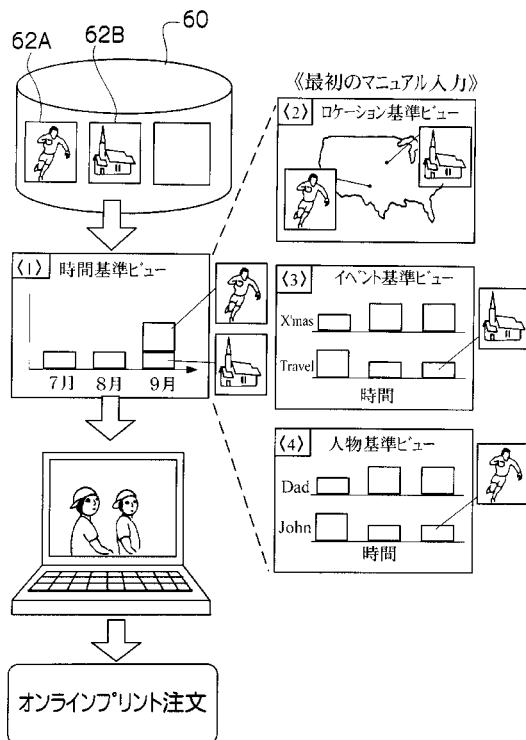 60
62A
62B
《最初のマニュアル入力》
〈2〉 ロケーション基準ビュー
〈1〉 時間基準ビュー
7月 8月 9月
〈3〉 イベント基準ビュー
X'mas
Travel
時間
〈4〉 人物基準ビュー
Dad
John
時間
オンラインプリント注文